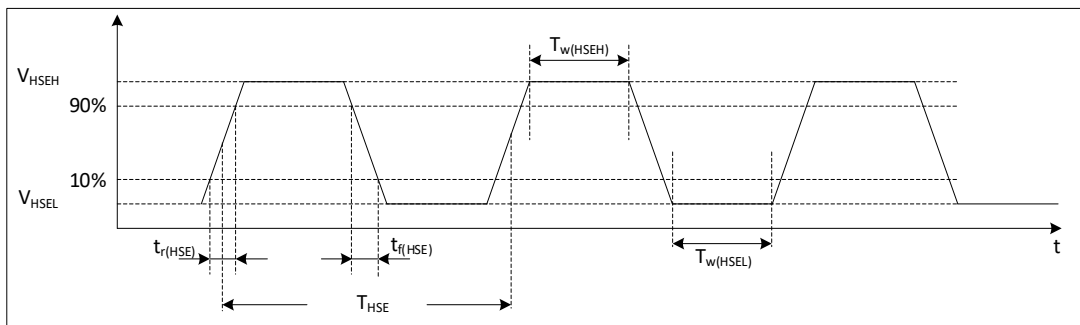 T_w(HSEH)
V_HSEH
90%
10%
V_HSEL
t_r(HSE)
t_f(HSE)
T_w(HSEL)
t
T_HSE